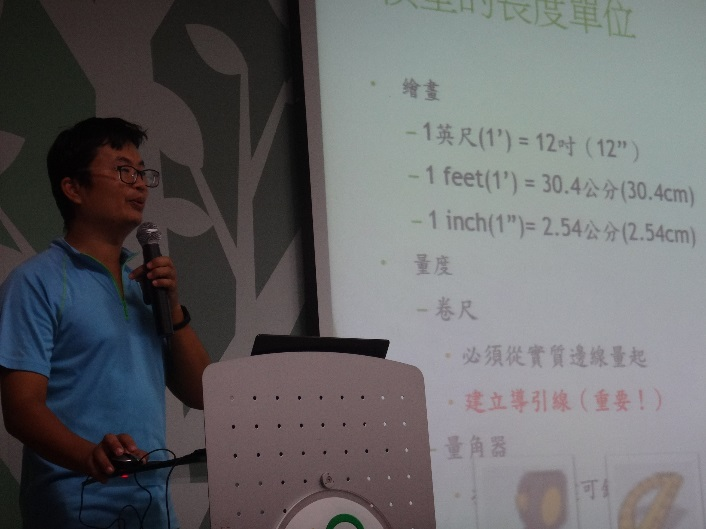 模型的長度單位
• 繪畫
– 1英尺(1’) = 12吋（12”）
– 1 feet(1’) = 30.4公分(30.4cm)
– 1 inch(1”)= 2.54公分(2.54cm)
• 量度
– 卷尺
• 必須從實質邊線量起
• 建立導引線（重要！）
– 量角器
可